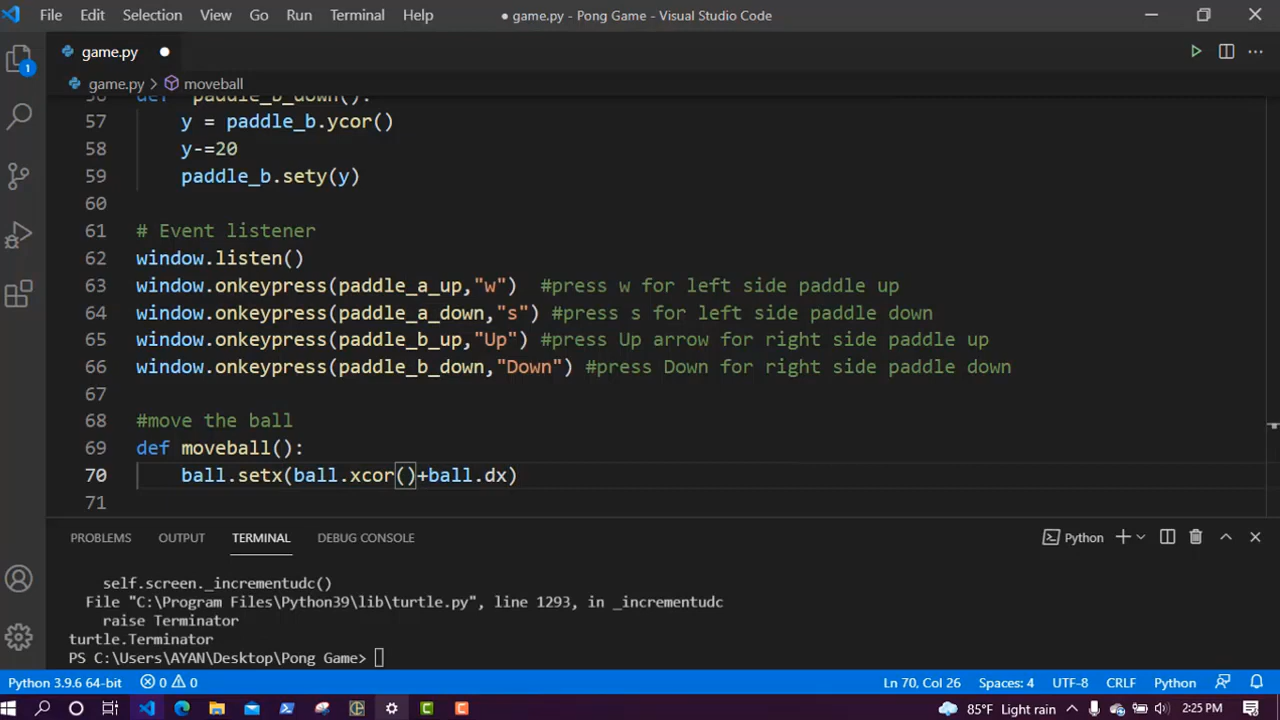 File Edit Selection View Go Run Terminal Help ● game.py - Pong Game - Visual Studio Code
game.py ●
game.py > moveball
56 def paddle_b_down():
57 y = paddle_b.ycor()
58 y-=20
59 paddle_b.sety(y)
60
61 # Event listener
62 window.listen()
63 window.onkeypress(paddle_a_up,"w") #press w for left side paddle up
64 window.onkeypress(paddle_a_down,"s") #press s for left side paddle down
65 window.onkeypress(paddle_b_up,"Up") #press Up arrow for right side paddle up
66 window.onkeypress(paddle_b_down,"Down") #press Down for right side paddle down
67
68 #move the ball
69 def moveball():
70 ball.setx(ball.xcor()+ball.dx)
71
1
PROBLEMS OUTPUT TERMINAL DEBUG CONSOLE Python
self.screen._incrementudc()
File "C:\Program Files\Python39\lib\turtle.py", line 1293, in _incrementudc
raise Terminator
turtle.Terminator
PS C:\Users\AYAN\Desktop\Pong Game>
Python 3.9.6 64-bit 0 0 Ln 70, Col 26 Spaces: 4 UTF-8 CRLF Python
85°F Light rain 2:25 PM